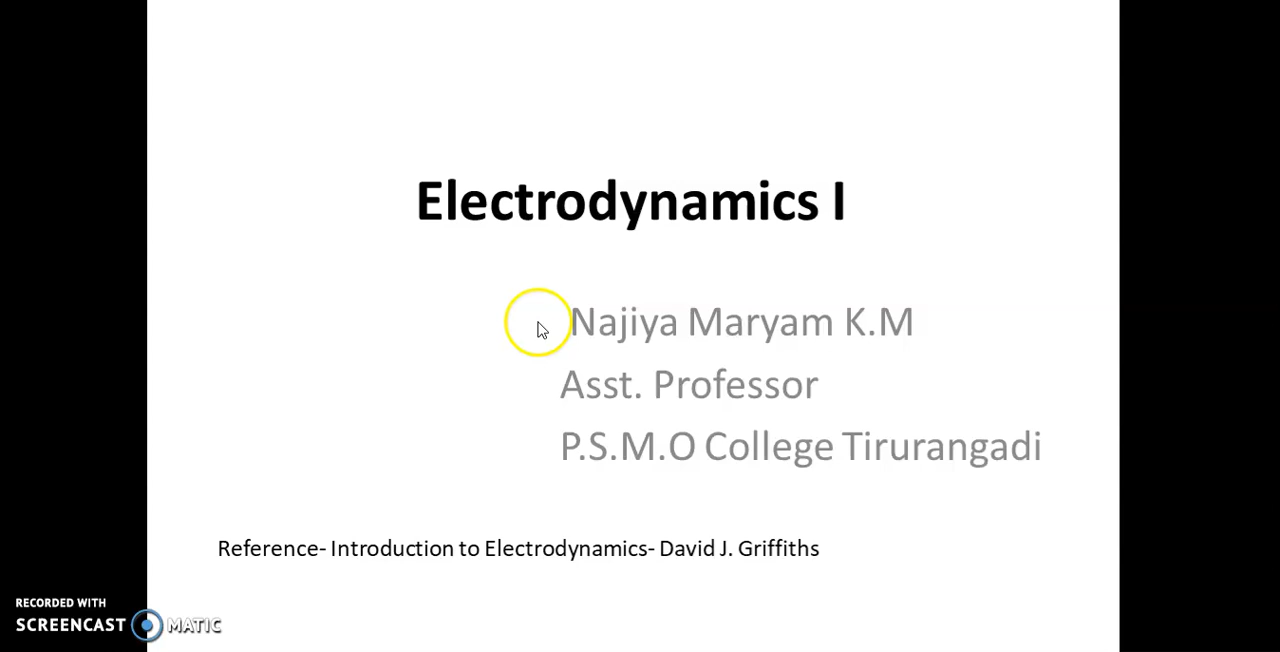 Electrodynamics I
Najiya Maryam K.M
Asst. Professor
P.S.M.O College Tirurangadi
Reference- Introduction to Electrodynamics- David J. Griffiths
RECORDED WITH
SCREENCAST MATIC